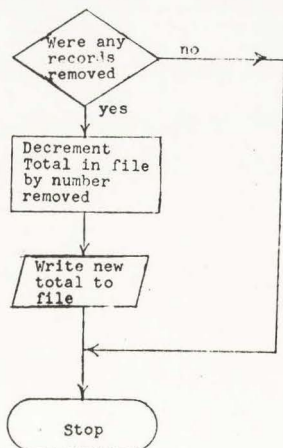 Were any
records
removed
no
yes
Decrement
Total in file
by number
removed
Write new
total to
file
Stop